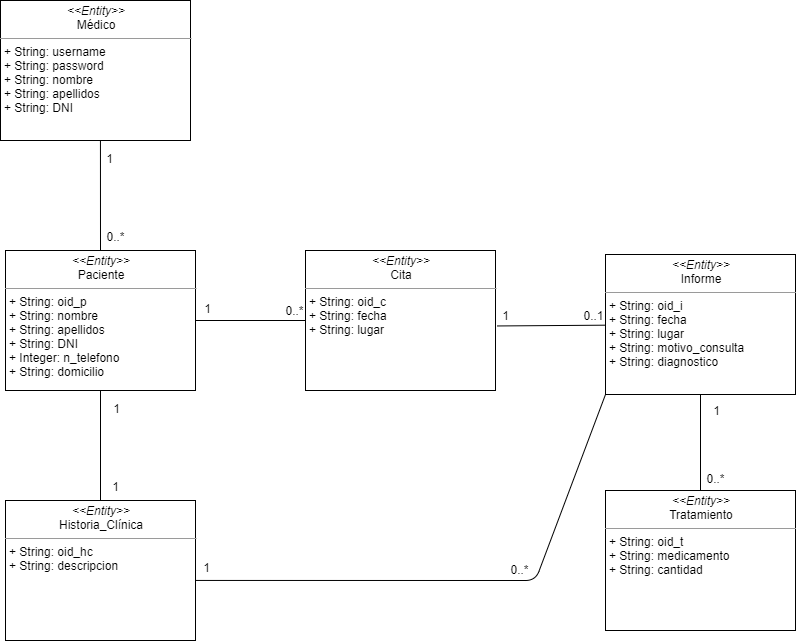 <<Entity>>
Médico
+ String: username
+ String: password
+ String: nombre
+ String: apellidos
+ String: DNI
1
0..*
<<Entity>>
Paciente
+ String: oid_p
+ String: nombre
+ String: apellidos
+ String: DNI
+ Integer: n_telefono
+ String: domicilio
1
0..*
<<Entity>>
Cita
+ String: oid_c
+ String: fecha
+ String: lugar
1
0..1
<<Entity>>
Informe
+ String: oid_i
+ String: fecha
+ String: lugar
+ String: motivo_consulta
+ String: diagnostico
1
1
<<Entity>>
Historia_Clínica
+ String: oid_hc
+ String: descripcion
1
0..*
1
0..*
<<Entity>>
Tratamiento
+ String: oid_t
+ String: medicamento
+ String: cantidad